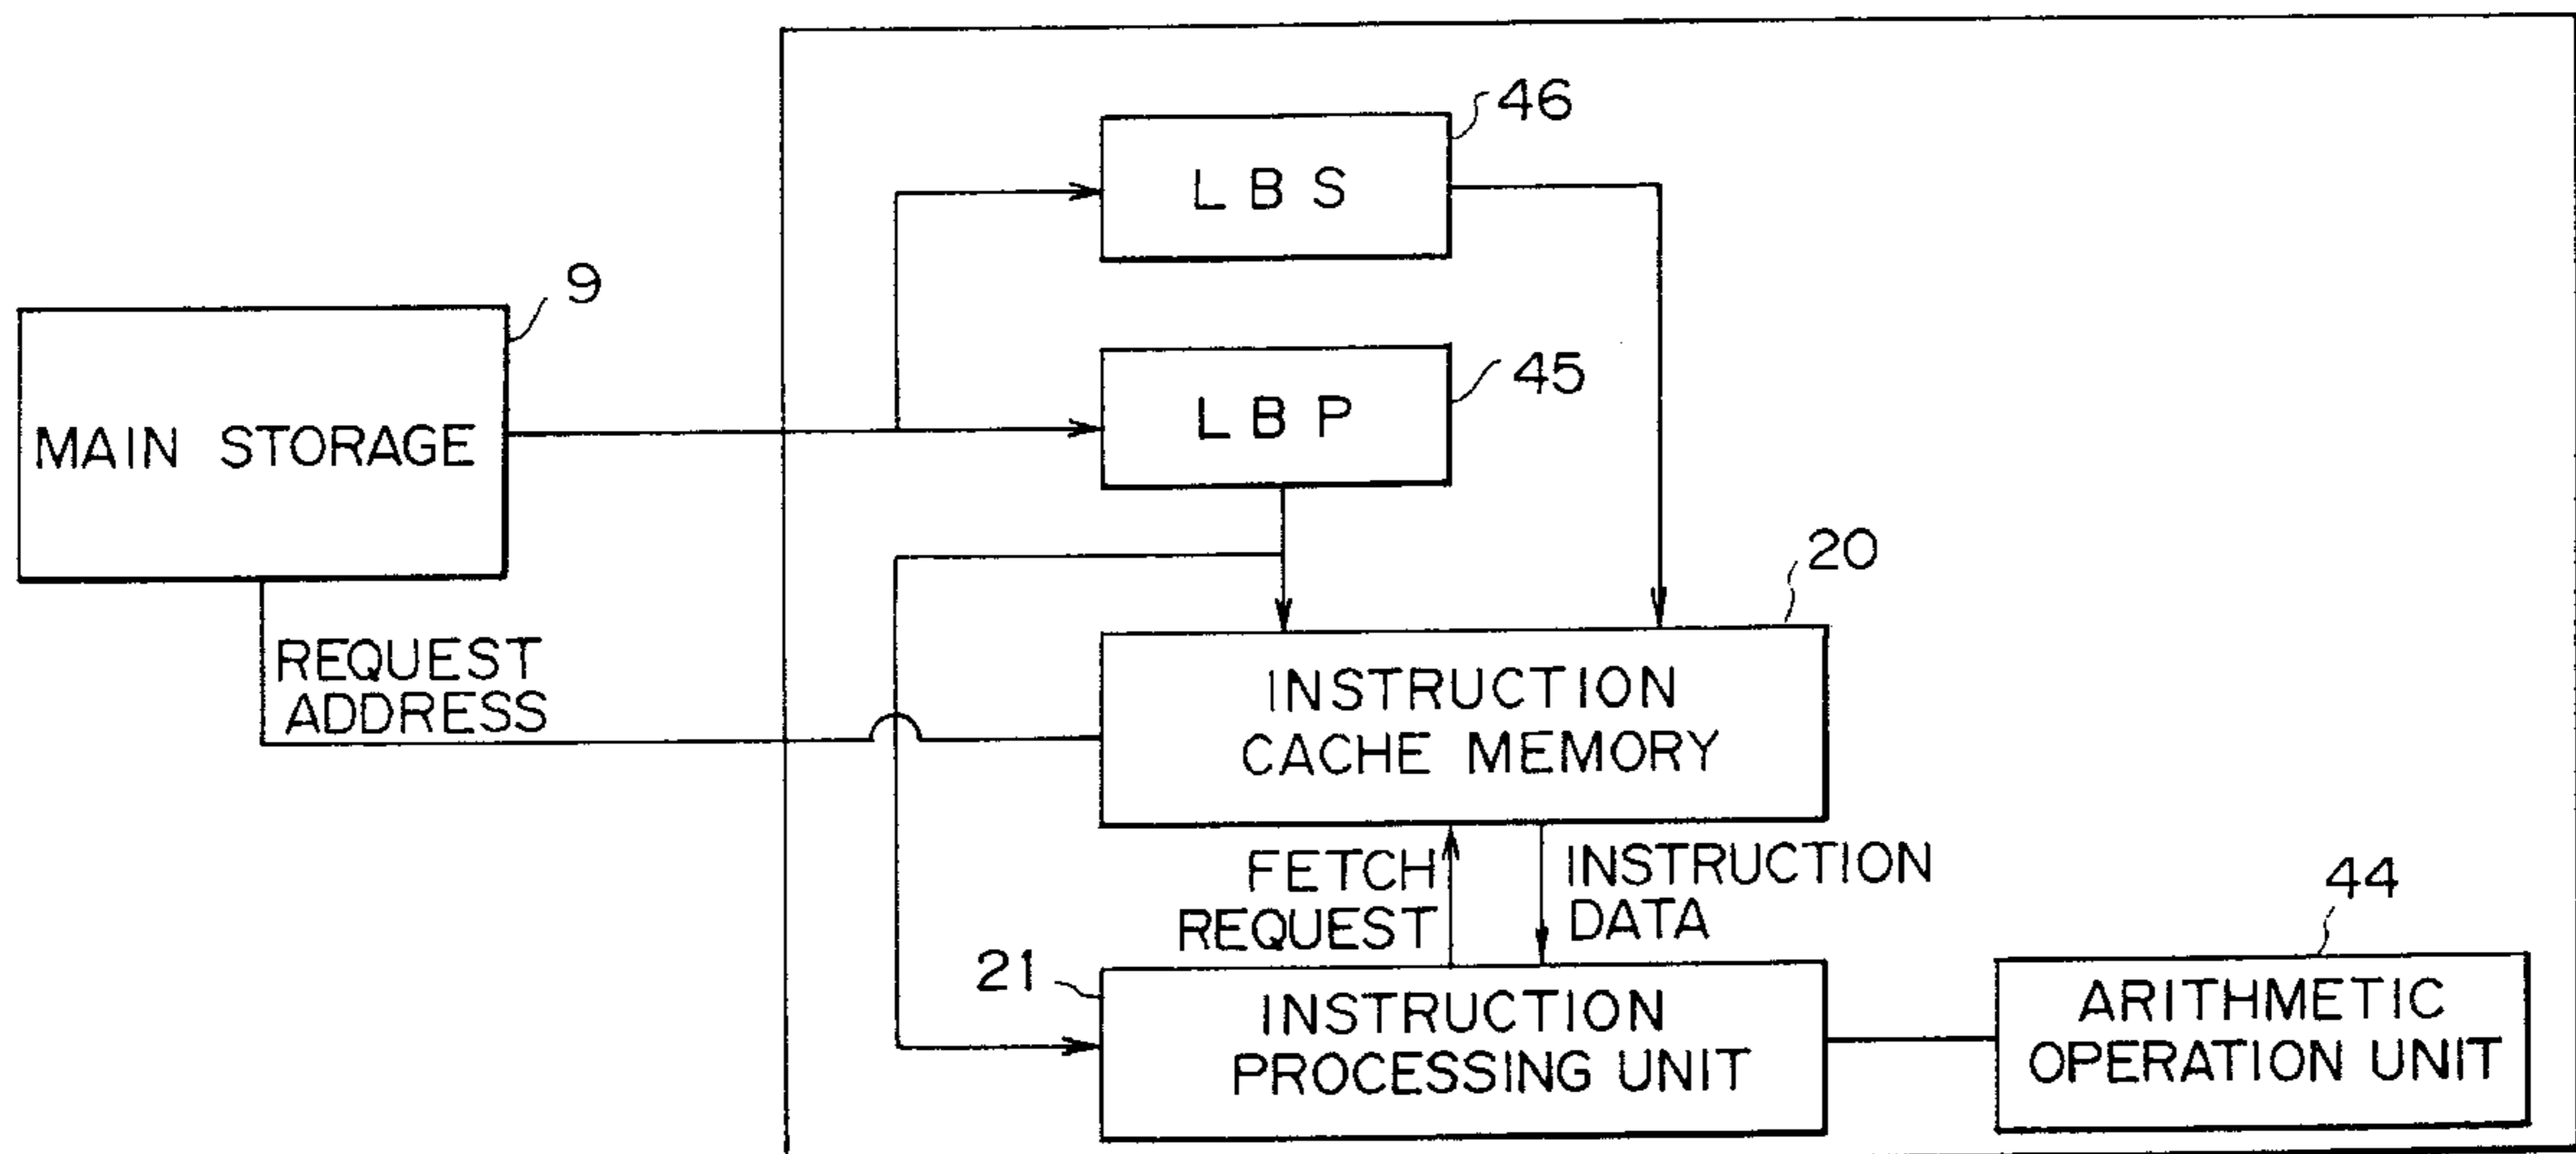 46
L B S
9
45
L B P
MAIN STORAGE
20
REQUEST
ADDRESS
INSTRUCTION
CACHE MEMORY
FETCH
REQUEST
INSTRUCTION
DATA
44
21
INSTRUCTION
PROCESSING UNIT
ARITHMETIC
OPERATION UNIT